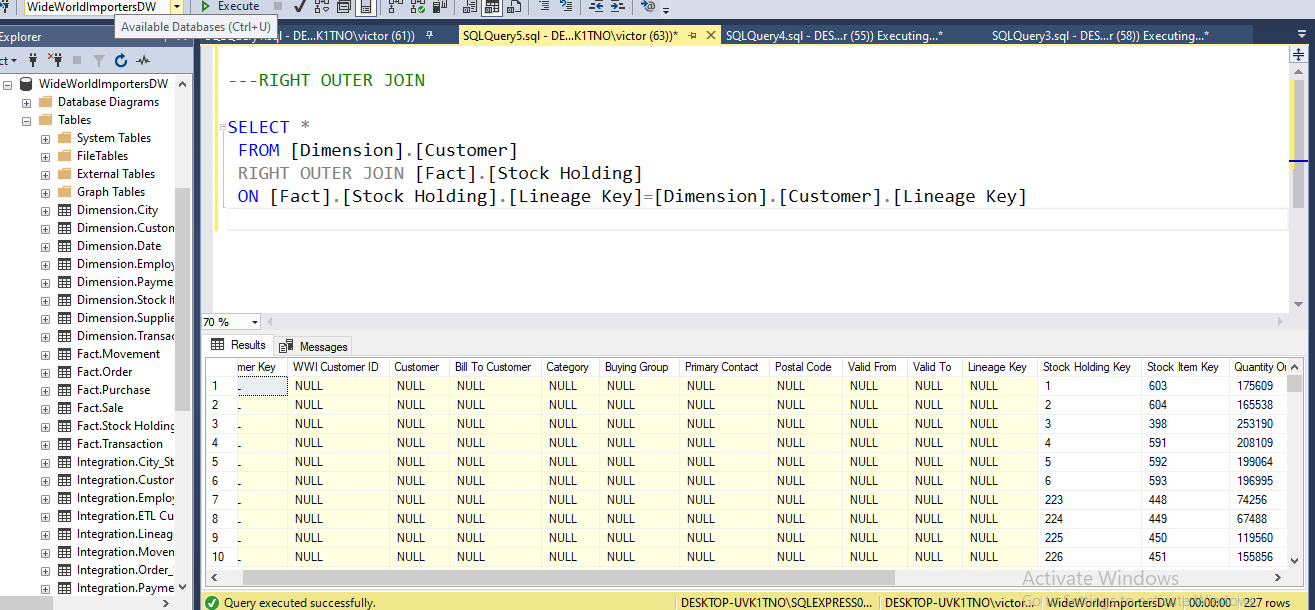 WideWorldImportersDW Execute
Available Databases (Ctrl+U)
Explorer
K1TNO\victor (61))
SQLQuery5.sql - DE...K1TNO\victor (63))*
SQLQuery4.sql - DES...r (55)) Executing...*
SQLQuery3.sql - DES...r (58)) Executing...*
ct
WideWorldImportersDW
Database Diagrams
Tables
System Tables
FileTables
External Tables
Graph Tables
Dimension.City
Dimension.Custon
Dimension.Date
Dimension.Employ
Dimension.Payme
Dimension.Stock It
Dimension.Supplie
Dimension.Transac
Fact.Movement
Fact.Order
Fact.Purchase
Fact.Sale
Fact.Stock Holding
Fact.Transaction
Integration.City_St
Integration.Custon
Integration.Employ
Integration.ETL Cu
Integration.Lineag
Integration.Movem
Integration.Order_
Integration.Payme
---RIGHT OUTER JOIN
SELECT *
FROM [Dimension].[Customer]
RIGHT OUTER JOIN [Fact].[Stock Holding]
ON [Fact].[Stock Holding].[Lineage Key]=[Dimension].[Customer].[Lineage Key]
70 %
Results Messages
mer Key WWI Customer ID Customer Bill To Customer Category Buying Group Primary Contact Postal Code Valid From Valid To Lineage Key Stock Holding Key Stock Item Key Quantity On
1 NULL NULL NULL NULL NULL NULL NULL NULL NULL NULL 1 603 175609
2 NULL NULL NULL NULL NULL NULL NULL NULL NULL NULL 2 604 165538
3 NULL NULL NULL NULL NULL NULL NULL NULL NULL NULL 3 398 253190
4 NULL NULL NULL NULL NULL NULL NULL NULL NULL NULL 4 591 208109
5 NULL NULL NULL NULL NULL NULL NULL NULL NULL NULL 5 592 199064
6 NULL NULL NULL NULL NULL NULL NULL NULL NULL NULL 6 593 196995
7 NULL NULL NULL NULL NULL NULL NULL NULL NULL NULL 223 448 74256
8 NULL NULL NULL NULL NULL NULL NULL NULL NULL NULL 224 449 67488
9 NULL NULL NULL NULL NULL NULL NULL NULL NULL NULL 225 450 119560
10 NULL NULL NULL NULL NULL NULL NULL NULL NULL NULL 226 451 155856
Activate Windows
Query executed successfully. DESKTOP-UVK1TNO\SQLEXPRESS0... DESKTOP-UVK1TNO\victor... WideWorldImportersDW 00:00:00 227 rows